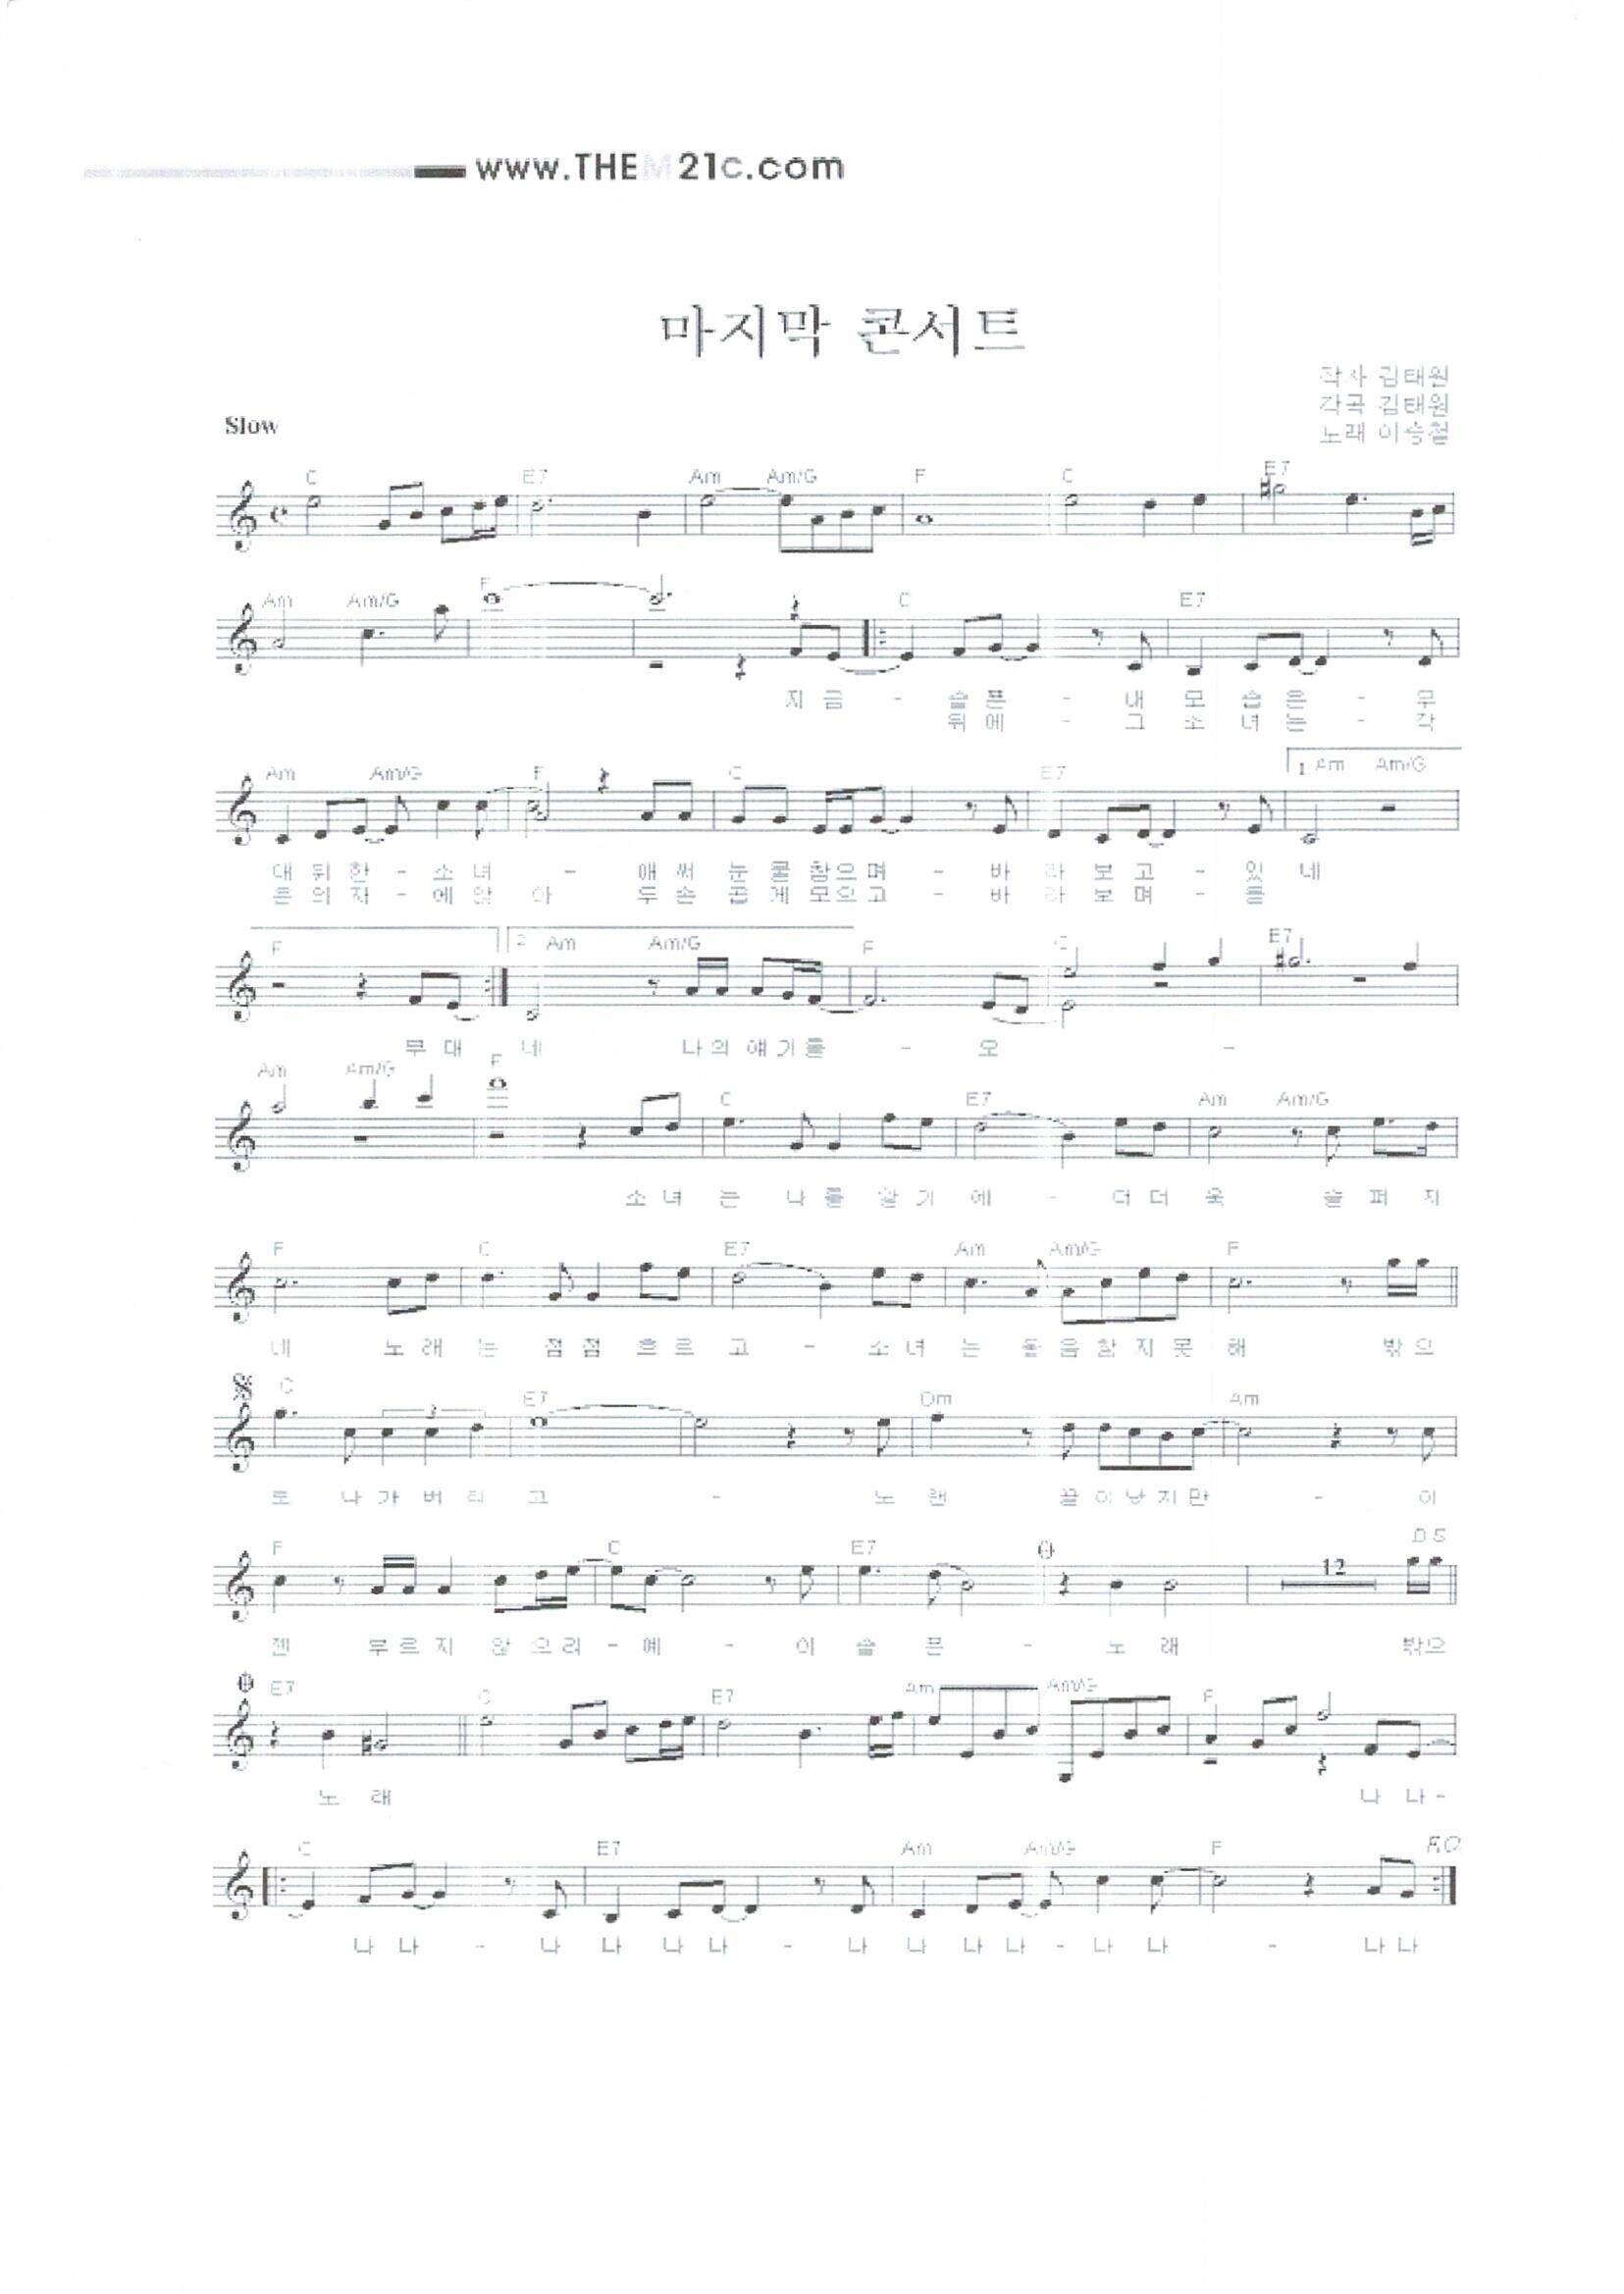 www.THEM21c.com
마지막 콘서트
작사 김태원
작곡 김태원
노래 이승철
Slow
C E7 Am Am/G F C E7
Am Am/G F C E7
지 금 - 슬 픈 - 내 모 습 은 - 무
뒤 에 - 그 소 녀 는 - 작
Am Am/G F C E7 1. Am Am/G
대 뒤 한 - 소 녀 - 애 써 눈 물 참 으 며 - 바 라 보 고 - 있 네
은 의 자 - 에 앉 아 두 손 곱 게 모 으 고 - 바 라 보 며 - 듣
F 2. Am Am/G F C E7
무 대 네 나 의 얘 기 를 - 오 -
Am Am/G F C E7 Am Am/G
소 녀 는 나 를 알 기 에 - 더 더 욱 슬 퍼 지
F C E7 Am Am/G F
네 노 래 는 점 점 흐 르 고 - 소 녀 는 울 음 참 지 못 해 밖 으
C 3 E7 Dm Am
로 나 가 버 리 고 - 노 랜 끝 이 났 지 만 - 이
F C E7 12 D.S
젠 부 르 지 않 으 리 - 예 - 이 슬 픈 - 노 래 밖 으
E7 C E7 Am Am/G F
노 래 나 나 -
C E7 Am Am/G F F.O
나 나 - 나 나 나 나 - 나 나 나 나 - 나 나 - 나 나